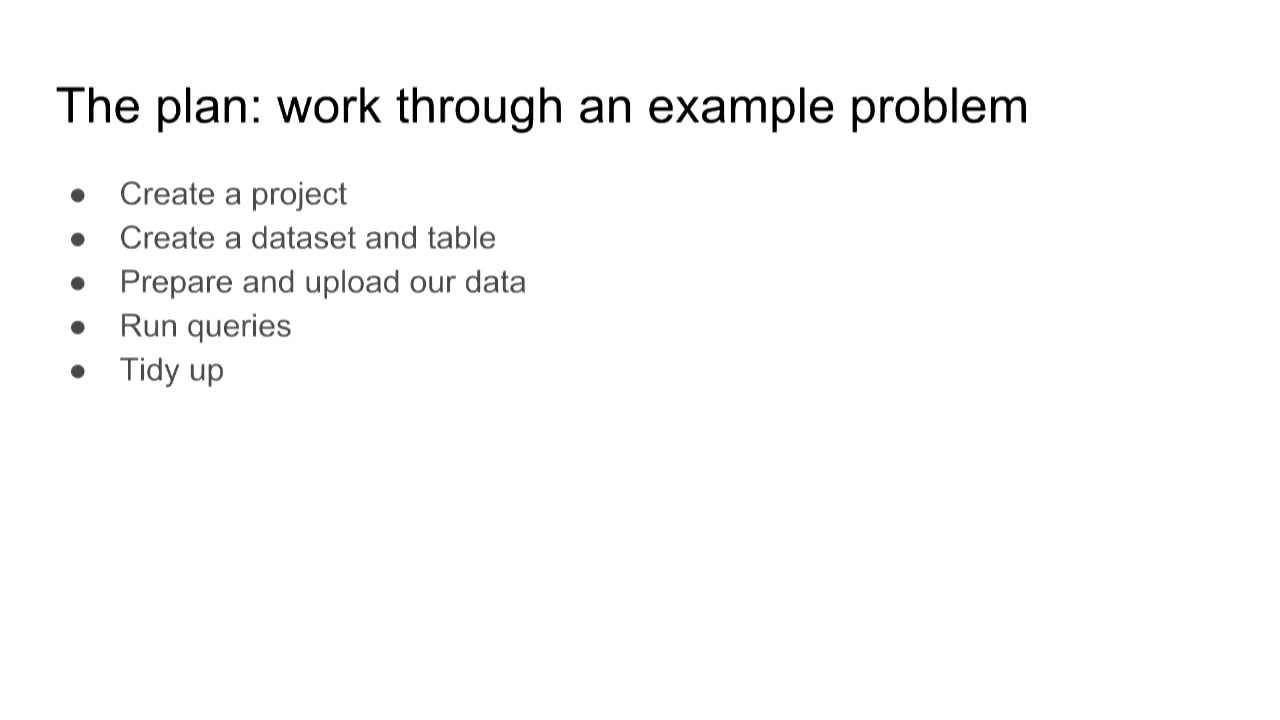 The plan: work through an example problem
● Create a project
● Create a dataset and table
● Prepare and upload our data
● Run queries
● Tidy up